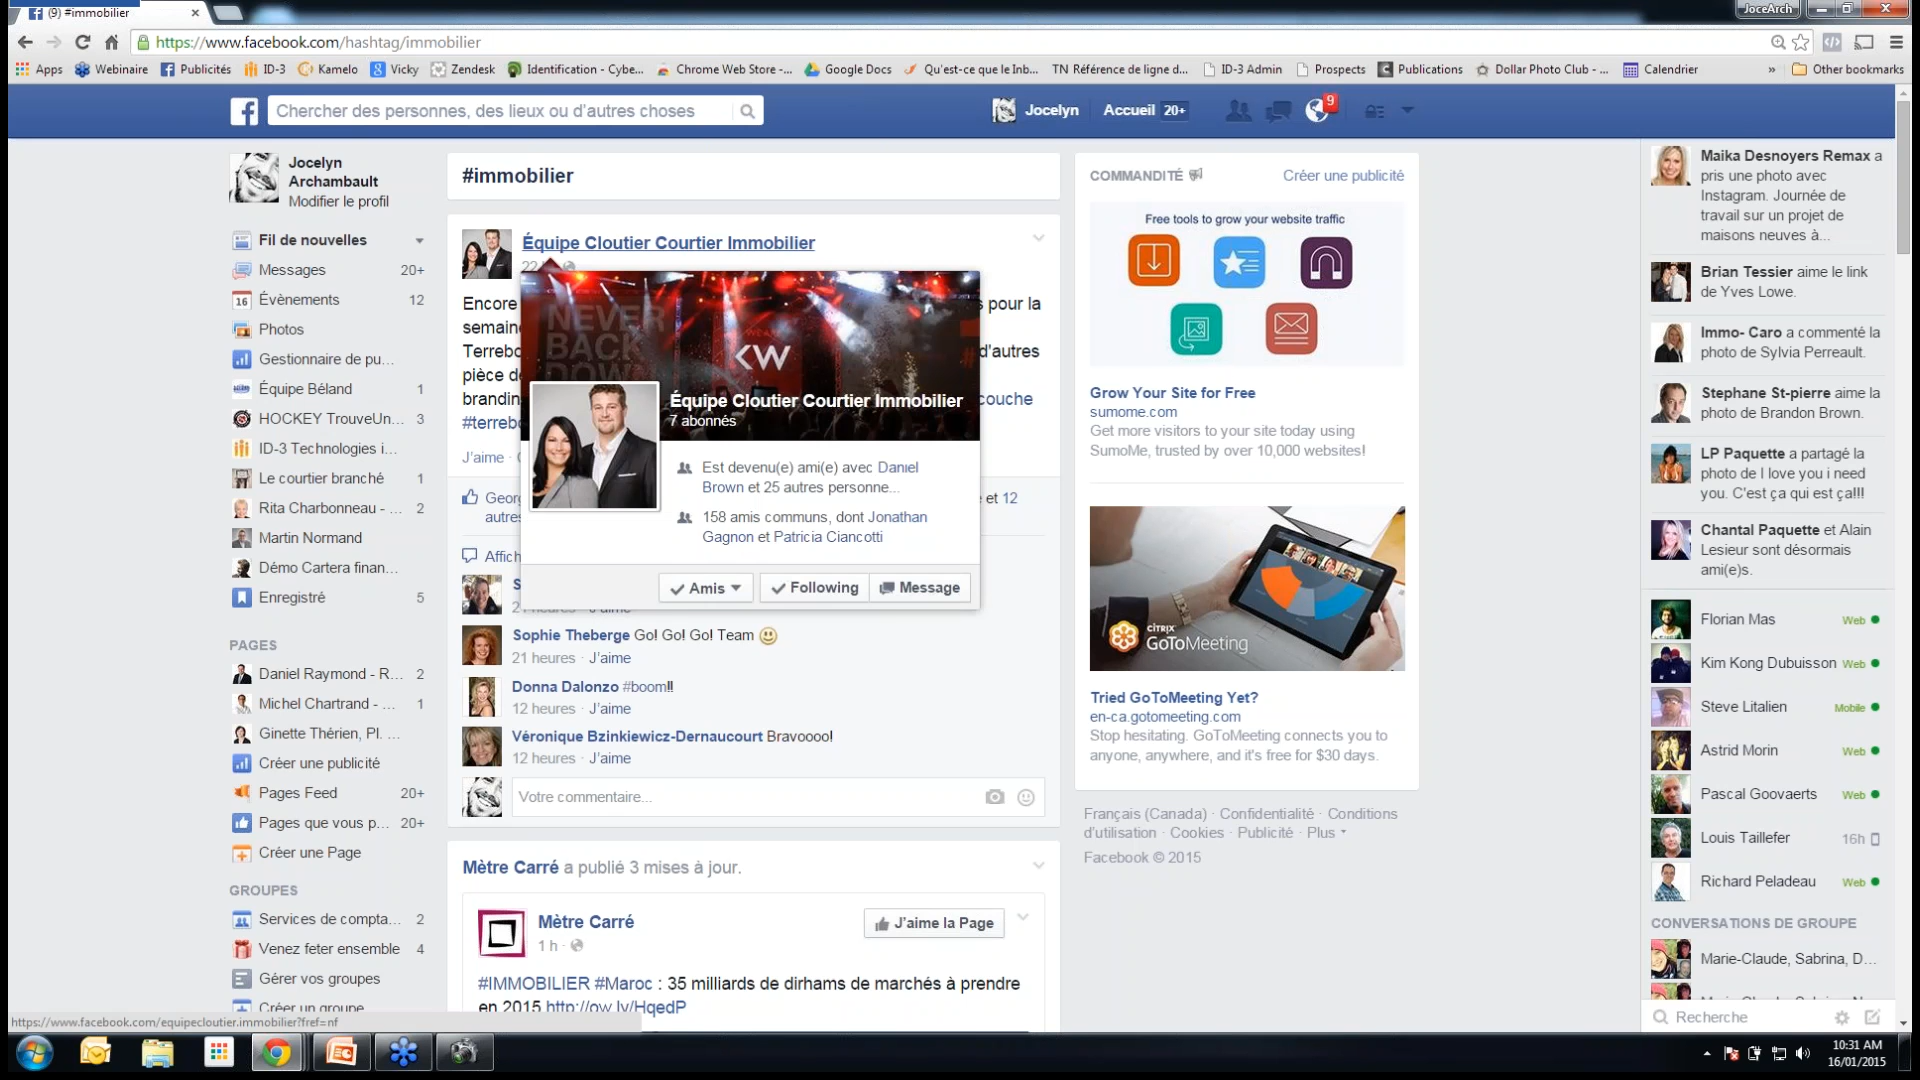 (9) #immobilier
JoceArch
https://www.facebook.com/hashtag/immobilier
Apps Webinaire Publicités ID-3 Kamelo Vicky Zendesk Identification - Cybe... Chrome Web Store -... Google Docs Qu'est-ce que le Inb... TN Référence de ligne d... ID-3 Admin Prospects Publications Dollar Photo Club - ... Calendrier » Other bookmarks
Chercher des personnes, des lieux ou d'autres choses
Jocelyn Accueil 20+ 9
Jocelyn
Archambault
Modifier le profil
Fil de nouvelles
Messages 20+
16 Évènements 12
Photos
Gestionnaire de pu...
Équipe Béland 1
HOCKEY TrouveUn... 3
ID-3 Technologies i...
Le courtier branché 1
Rita Charbonneau - ... 2
Martin Normand
Démo Cartera finan...
Enregistré 5
PAGES
Daniel Raymond - R... 2
Michel Chartrand - ... 1
Ginette Thérien, Pl. ...
Créer une publicité
Pages Feed 20+
Pages que vous p... 20+
Créer une Page
GROUPES
Services de compta... 2
Venez feter ensemble 4
Gérer vos groupes
Créer un groupe
https://www.facebook.com/equipecloutier.immobilier?fref=nf
#immobilier
Équipe Cloutier Courtier Immobilier
22
Encore s pour la
semaine
Terrebo d'autres
pièce de
brandin couche
#terrebo
J'aime ·
Geor e et 12
autres
Affich
NEVER
BACK
DOWN
KW
Équipe Cloutier Courtier Immobilier
7 abonnés
Est devenu(e) ami(e) avec Daniel
Brown et 25 autres personne...
158 amis communs, dont Jonathan
Gagnon et Patricia Ciancotti
Amis Following Message
S
21 heures · J'aime
Sophie Theberge Go! Go! Go! Team
21 heures · J'aime
Donna Dalonzo #boom!!
12 heures · J'aime
Véronique Bzinkiewicz-Dernaucourt Bravoooo!
12 heures · J'aime
Votre commentaire...
Mètre Carré a publié 3 mises à jour.
Mètre Carré
1 h ·
J'aime la Page
#IMMOBILIER #Maroc : 35 milliards de dirhams de marchés à prendre
en 2015 http://ow.ly/HqedP
COMMANDITÉ Créer une publicité
Free tools to grow your website traffic
Grow Your Site for Free
sumome.com
Get more visitors to your site today using
SumoMe, trusted by over 10,000 websites!
CITRIX
GoToMeeting
Tried GoToMeeting Yet?
en-ca.gotomeeting.com
Stop hesitating. GoToMeeting connects you to
anyone, anywhere, and it's free for $30 days.
Français (Canada) · Confidentialité · Conditions
d'utilisation · Cookies · Publicité · Plus
Facebook © 2015
Maika Desnoyers Remax a
pris une photo avec
Instagram. Journée de
travail sur un projet de
maisons neuves à...
Brian Tessier aime le link
de Yves Lowe.
Immo- Caro a commenté la
photo de Sylvia Perreault.
Stephane St-pierre aime la
photo de Brandon Brown.
LP Paquette a partagé la
photo de I love you i need
you. C'est ça qui est ça!!!
Chantal Paquette et Alain
Lesieur sont désormais
ami(e)s.
Florian Mas Web
Kim Kong Dubuisson Web
Steve Litalien Mobile
Astrid Morin Web
Pascal Goovaerts Web
Louis Taillefer 16h
Richard Peladeau Web
CONVERSATIONS DE GROUPE
Marie-Claude, Sabrina, D...
Recherche
10:31 AM
16/01/2015